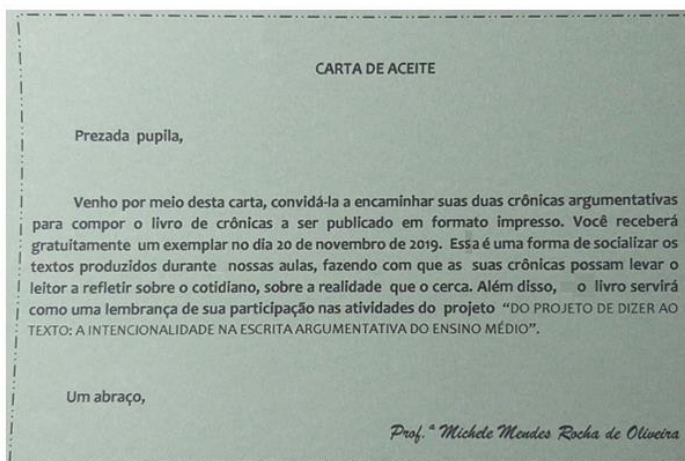 CARTA DE ACEITE
Prezada pupila,
Venho por meio desta carta, convidá-la a encaminhar suas duas crônicas argumentativas
para compor o livro de crônicas a ser publicado em formato impresso. Você receberá
gratuitamente um exemplar no dia 20 de novembro de 2019. Essa é uma forma de socializar os
textos produzidos durante nossas aulas, fazendo com que as suas crônicas possam levar o
leitor a refletir sobre o cotidiano, sobre a realidade que o cerca. Além disso, o livro servirá
como uma lembrança de sua participação nas atividades do projeto “DO PROJETO DE DIZER AO
TEXTO: A INTENCIONALIDADE NA ESCRITA ARGUMENTATIVA DO ENSINO MÉDIO”.
Um abraço,
Prof.ª Michele Mendes Rocha de Oliveira